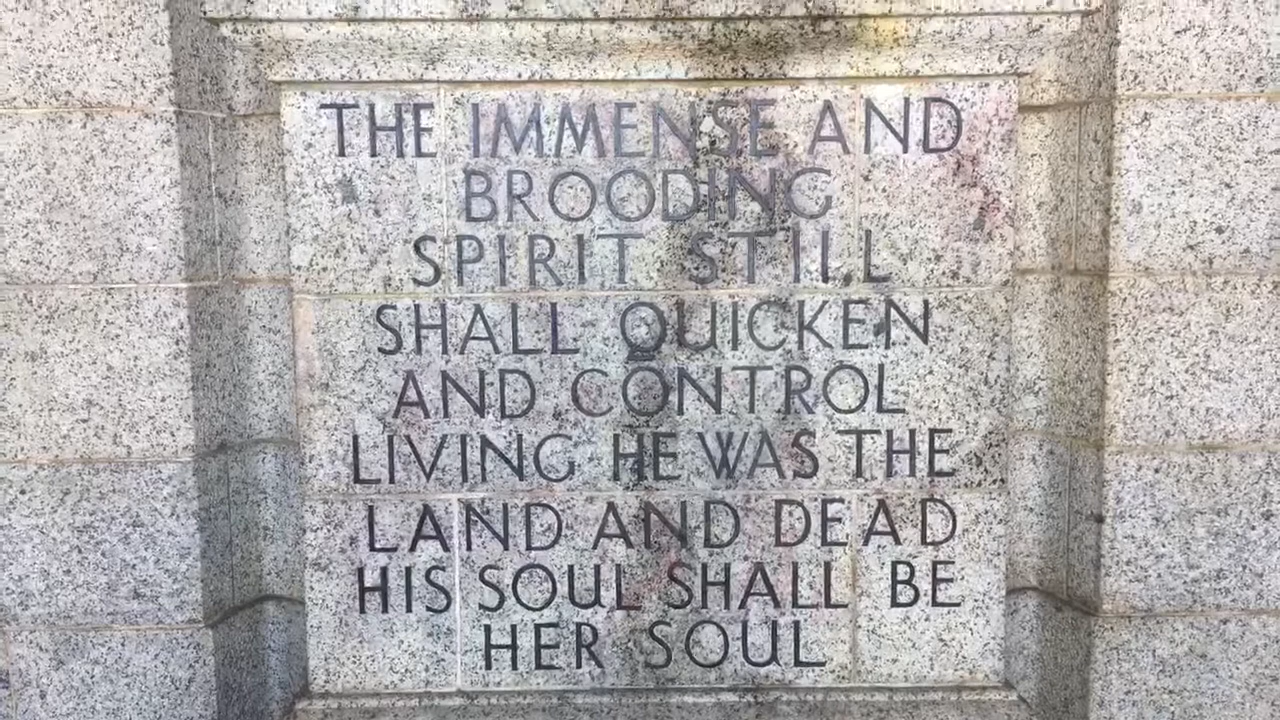 THE IMMENSE AND
BROODING
SPIRIT STILL
SHALL QUICKEN
AND CONTROL
LIVING HE WAS THE
LAND AND DEAD
HIS SOUL SHALL BE
HER SOUL